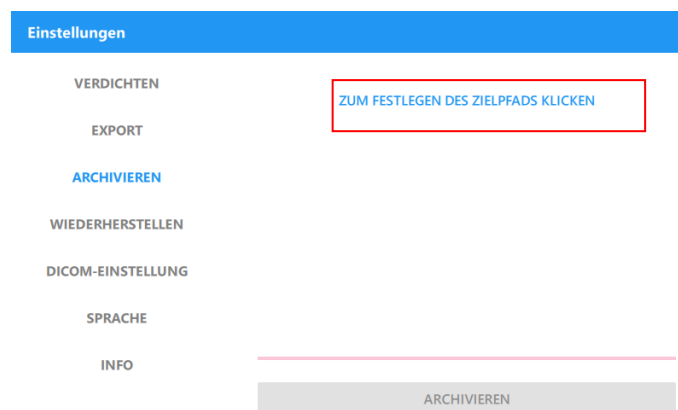 Einstellungen
VERDICHTEN
EXPORT
ARCHIVIEREN
WIEDERHERSTELLEN
DICOM-EINSTELLUNG
SPRACHE
INFO
ZUM FESTLEGEN DES ZIELPFADS KLICKEN
ARCHIVIEREN